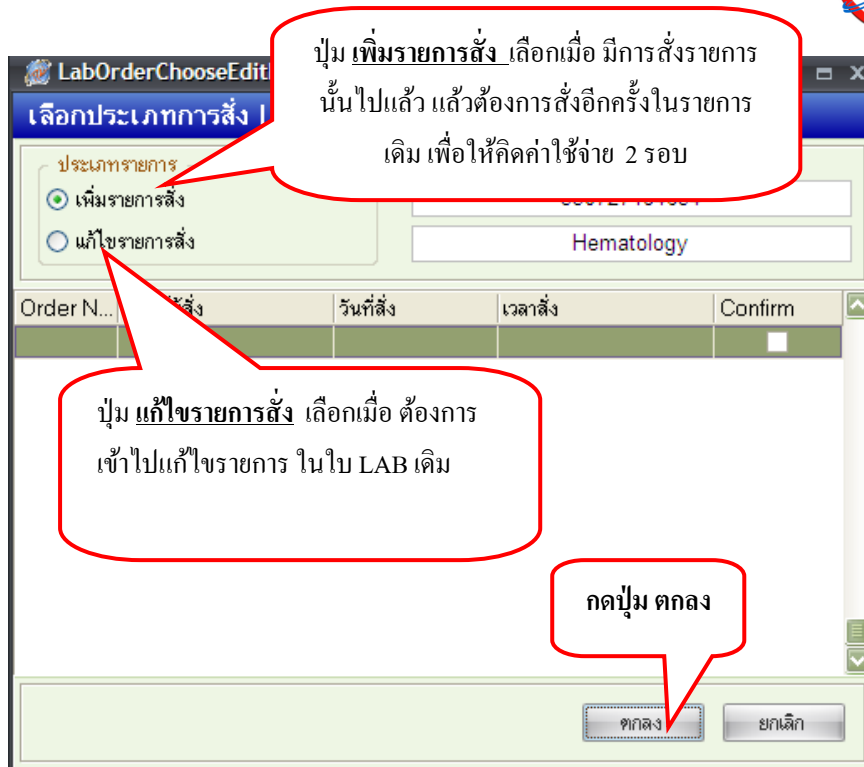 ปุ่ม เพิ่มรายการสั่ง เลือกเมื่อ มีการสั่งรายการ
นั้นไปแล้ว แล้วต้องการสั่งอีกครั้งในรายการ
เดิม เพื่อให้คิดค่าใช้จ่าย 2 รอบ
LabOrderChooseEdit
เลือกประเภทการสั่ง |
ประเภทรายการ
เพิ่มรายการสั่ง
แก้ไขรายการสั่ง
Hematology
Order N... สั่ง วันที่สั่ง เวลาสั่ง Confirm
ปุ่ม แก้ไขรายการสั่ง เลือกเมื่อ ต้องการ
เข้าไปแก้ไขรายการ ในใบ LAB เดิม
กดปุ่ม ตกลง
ตกลง ยกเลิก